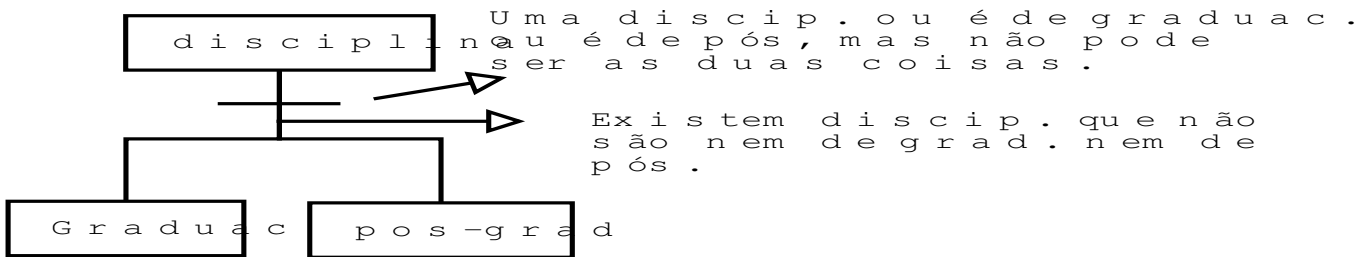 disciplina
Uma discip. ou é de graduac.
ou é de pós, mas não pode
ser as duas coisas.
Existem discip. que não
são nem de grad. nem de
pós.
Graduac
pos-grad